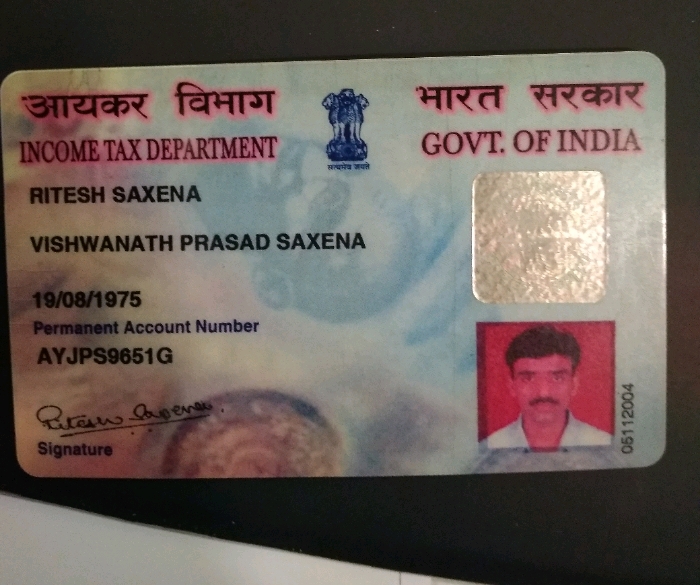 आयकर विभाग
INCOME TAX DEPARTMENT
सत्यमेव जयते
भारत सरकार
GOVT. OF INDIA
RITESH SAXENA
VISHWANATH PRASAD SAXENA
19/08/1975
Permanent Account Number
AYJPS9651G
Ritesh Saxena
Signature
05112004